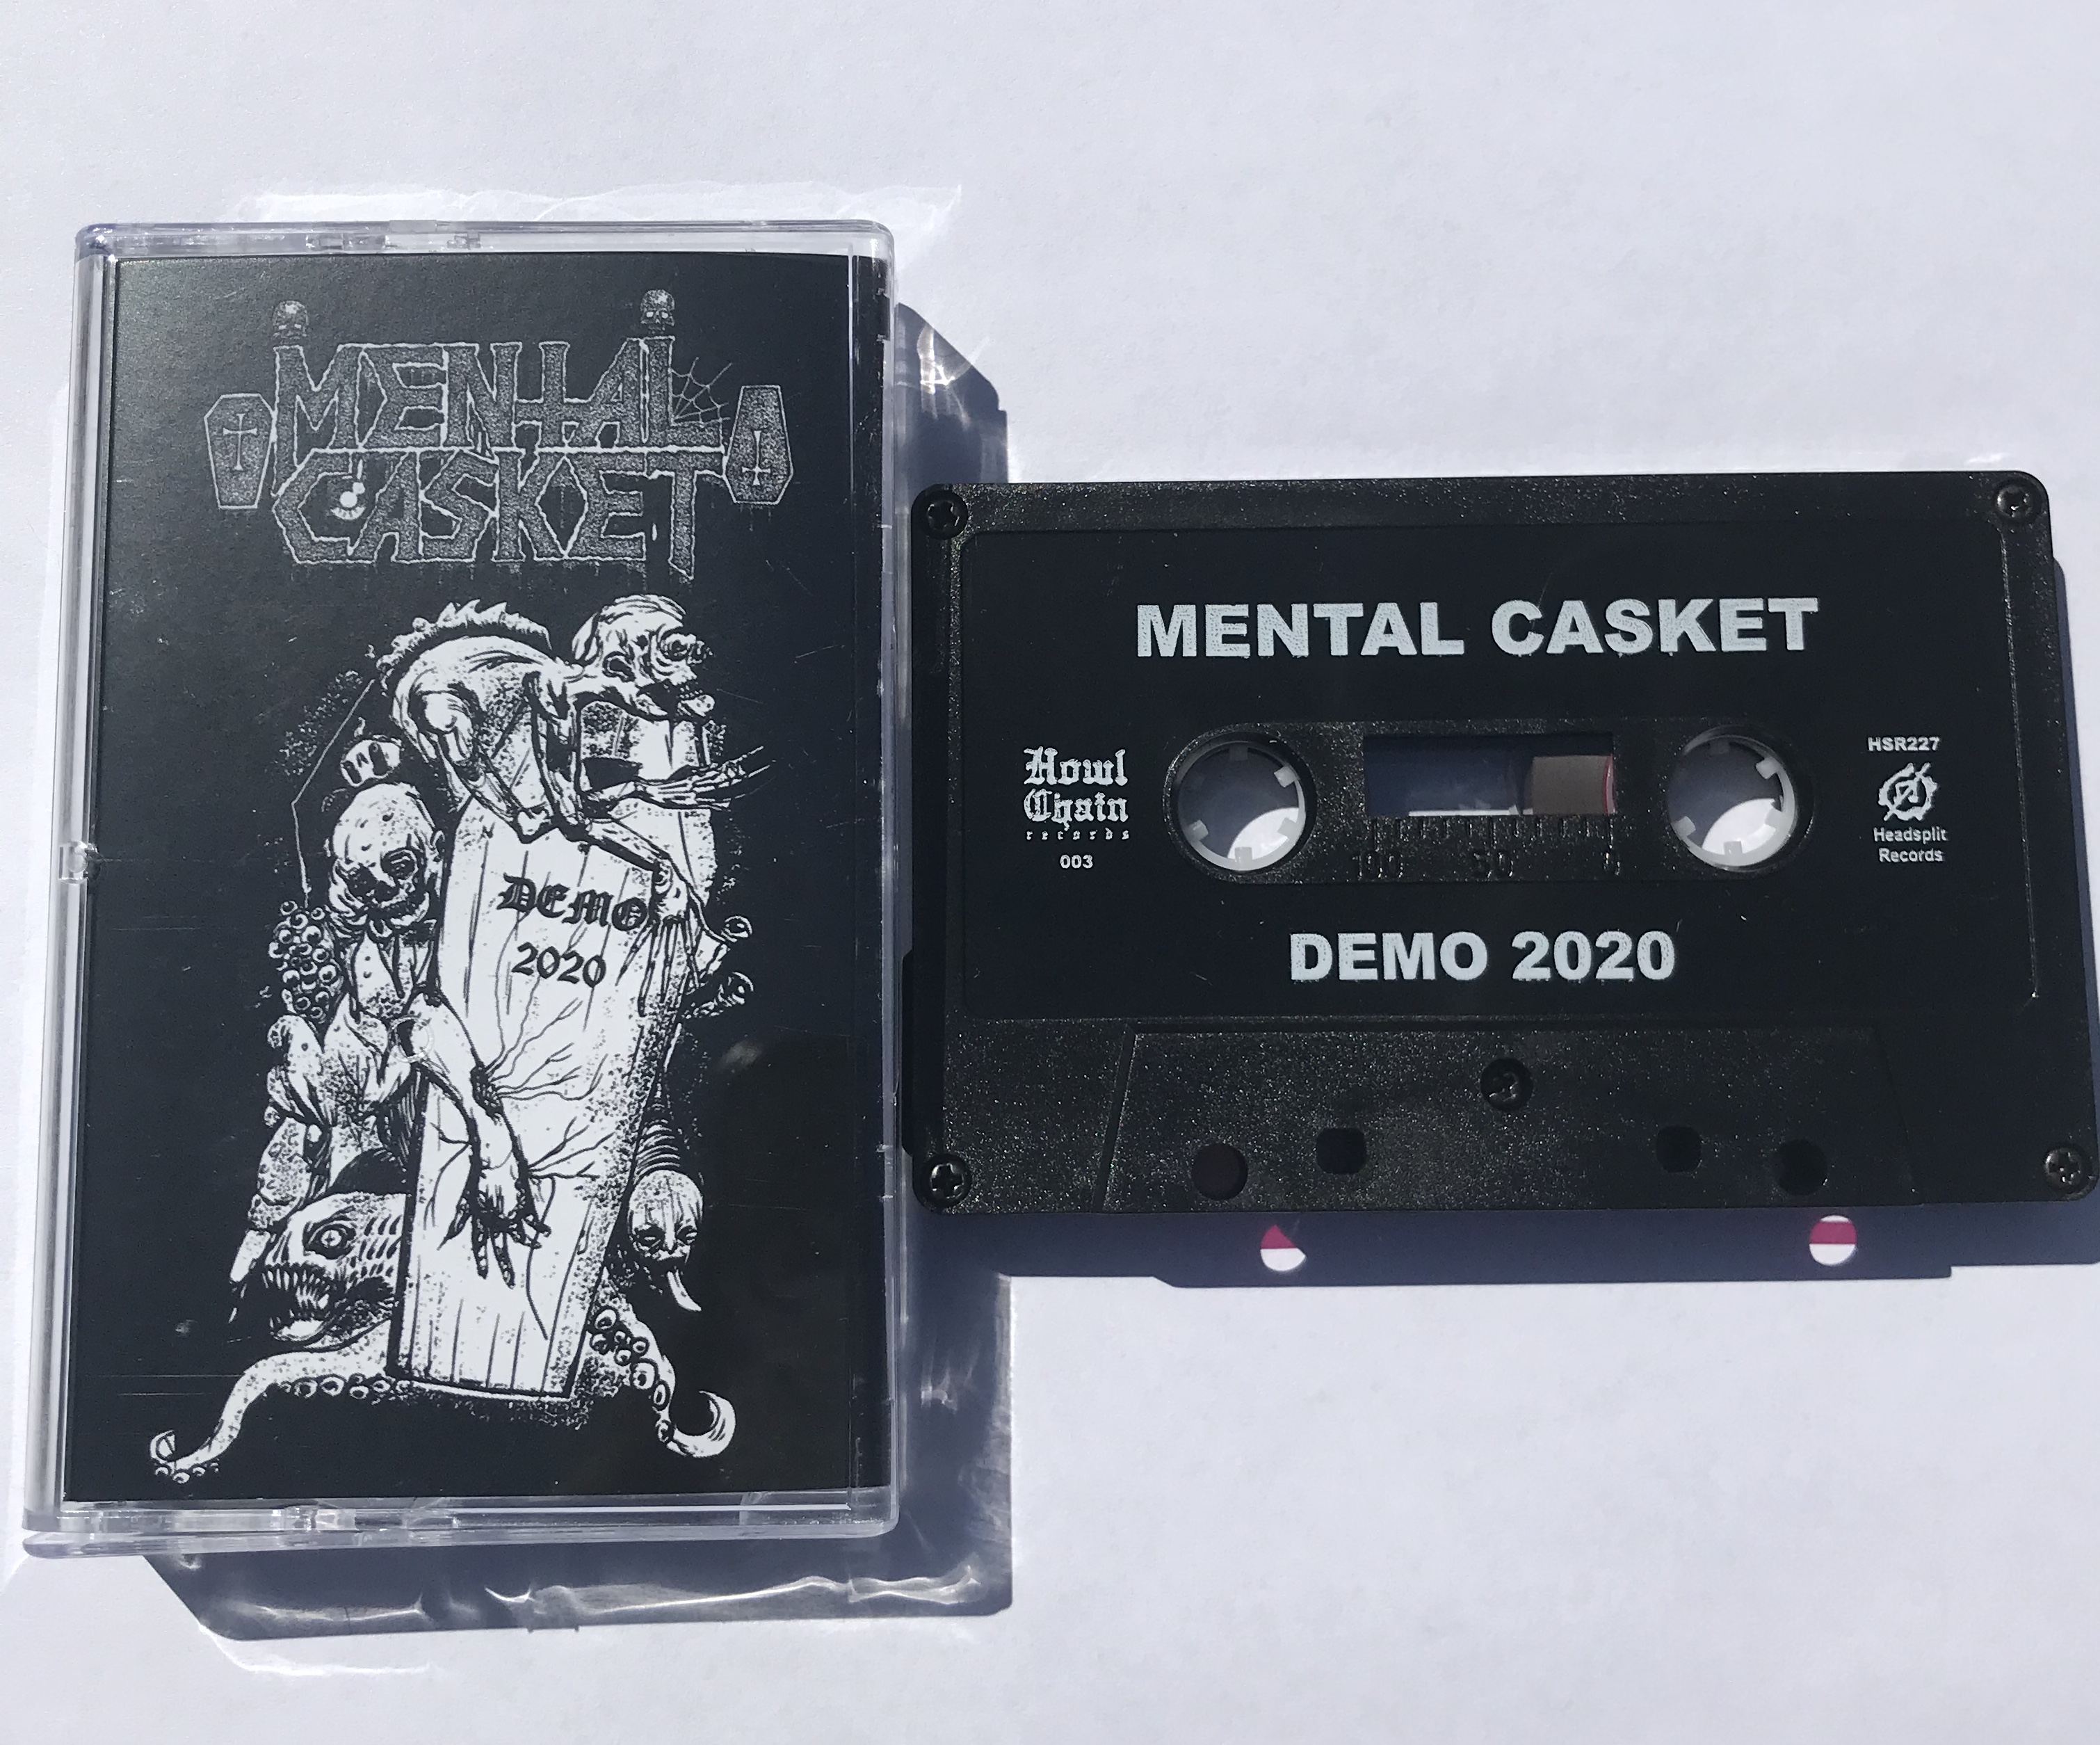 MENTAL
CASKET
DEMO
2020
MENTAL CASKET
Howl
Chain
records
003
HSR227
Headsplit
Records
100 50 0
DEMO 2020